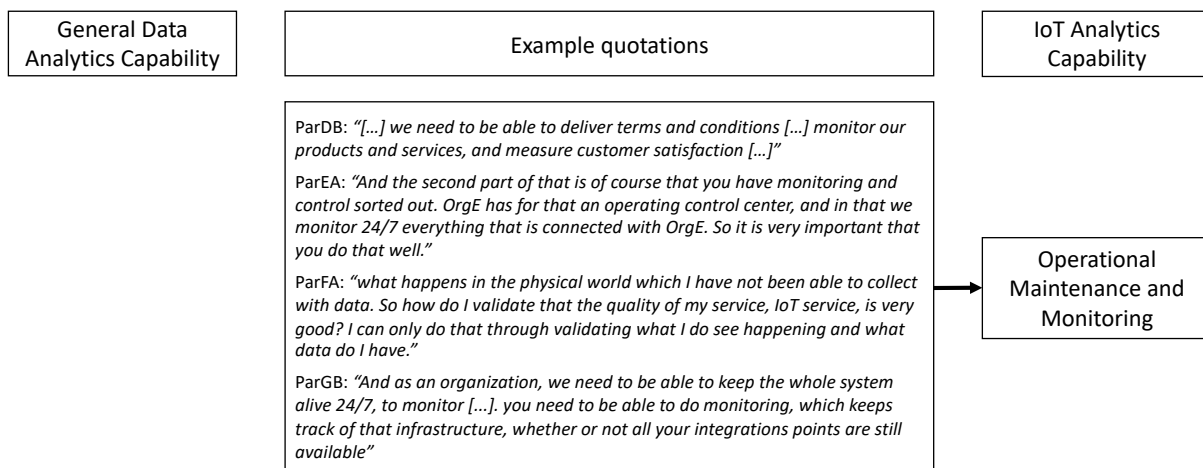 General Data
Analytics Capability
Example quotations
IoT Analytics
Capability
ParDB: “[…] we need to be able to deliver terms and conditions […] monitor our
products and services, and measure customer satisfaction […]”
ParEA: “And the second part of that is of course that you have monitoring and
control sorted out. OrgE has for that an operating control center, and in that we
monitor 24/7 everything that is connected with OrgE. So it is very important that
you do that well.”
ParFA: “what happens in the physical world which I have not been able to collect
with data. So how do I validate that the quality of my service, IoT service, is very
good? I can only do that through validating what I do see happening and what
data do I have.”
ParGB: “And as an organization, we need to be able to keep the whole system
alive 24/7, to monitor [...]. you need to be able to do monitoring, which keeps
track of that infrastructure, whether or not all your integrations points are still
available”
Operational
Maintenance and
Monitoring